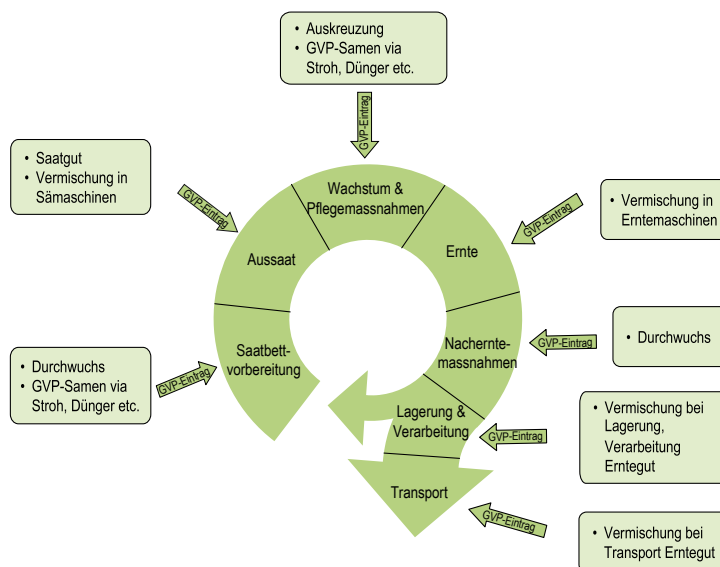 • Auskreuzung
• GVP-Samen via
Stroh, Dünger etc.
GVP-Eintrag
• Saatgut
• Vermischung in
Sämaschinen
GVP-Eintrag
Wachstum &
Pflegemassnahmen
• Vermischung in
Erntemaschinen
GVP-Eintrag
Aussaat
Ernte
• Durchwuchs
• GVP-Samen via
Stroh, Dünger etc.
GVP-Eintrag
Saatbett-
vorbereitung
Nachernte-
massnahmen
GVP-Eintrag
• Durchwuchs
Lagerung &
Verarbeitung
GVP-Eintrag
• Vermischung bei
Lagerung,
Verarbeitung
Erntegut
Transport
GVP-Eintrag
• Vermischung bei
Transport Erntegut